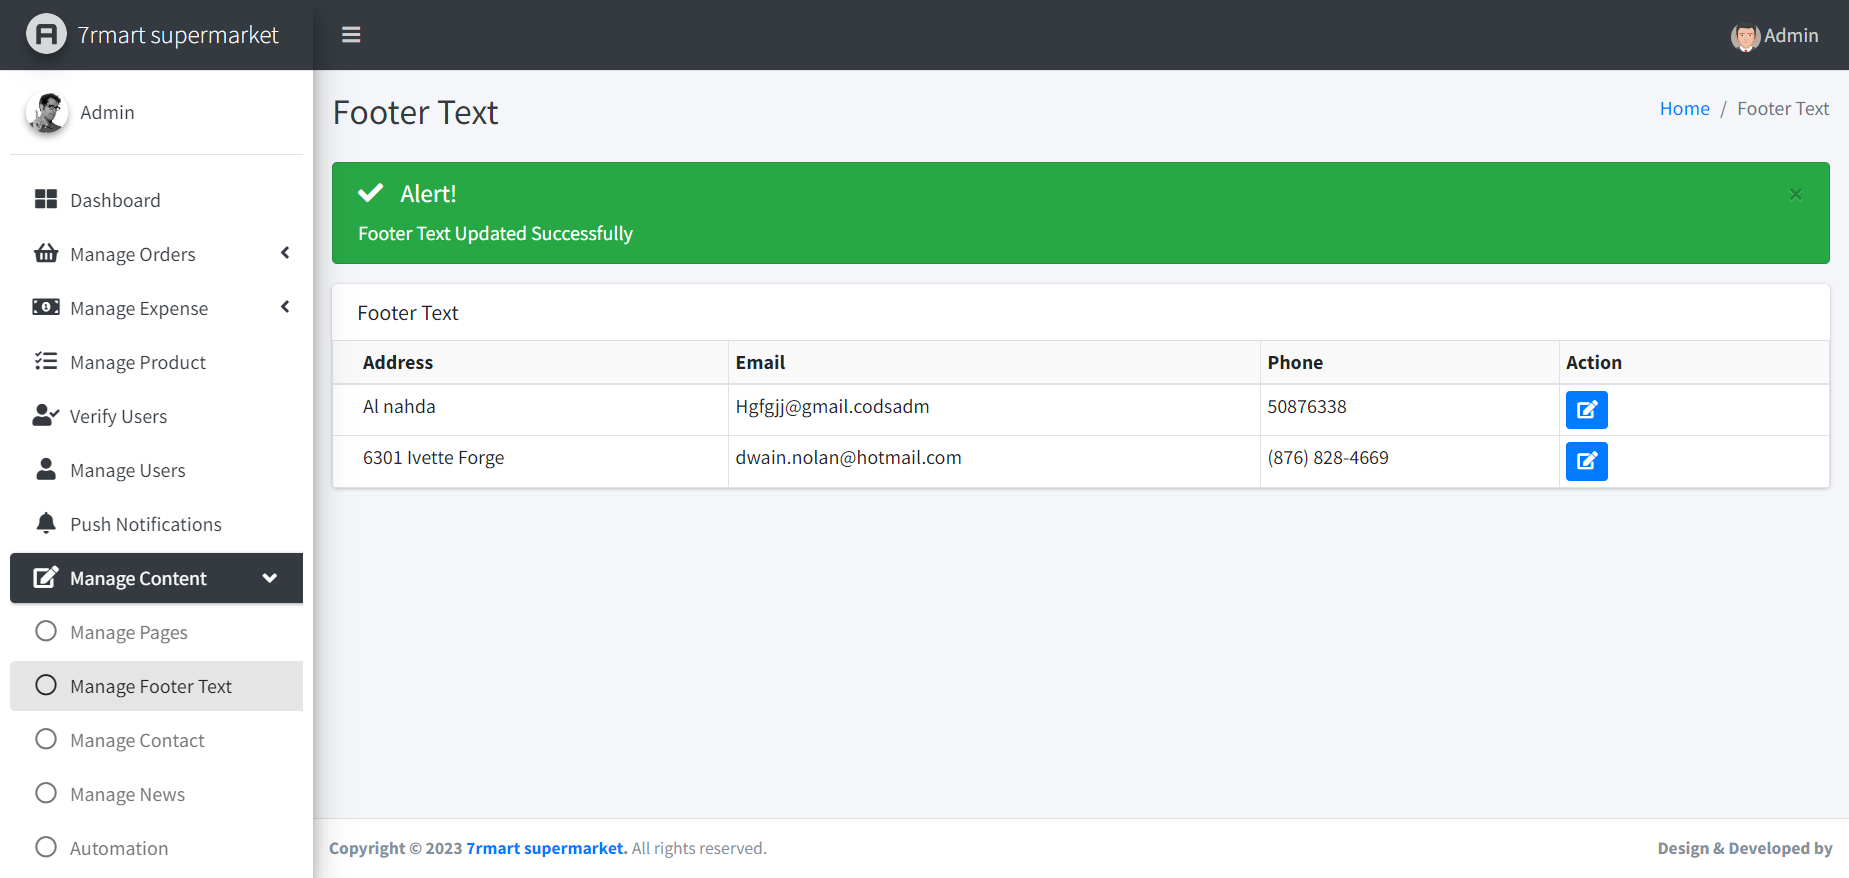 7rmart supermarket
Admin
Admin
Dashboard
Manage Orders
Manage Expense
Manage Product
Verify Users
Manage Users
Push Notifications
Manage Content
Manage Pages
Manage Footer Text
Manage Contact
Manage News
Automation
Footer Text
Home / Footer Text
Alert!
×
Footer Text Updated Successfully
Footer Text
Address Email Phone Action
Al nahda Hgfgjj@gmail.codsadm 50876338
6301 Ivette Forge dwain.nolan@hotmail.com (876) 828-4669
Copyright © 2023 7rmart supermarket. All rights reserved.
Design & Developed by